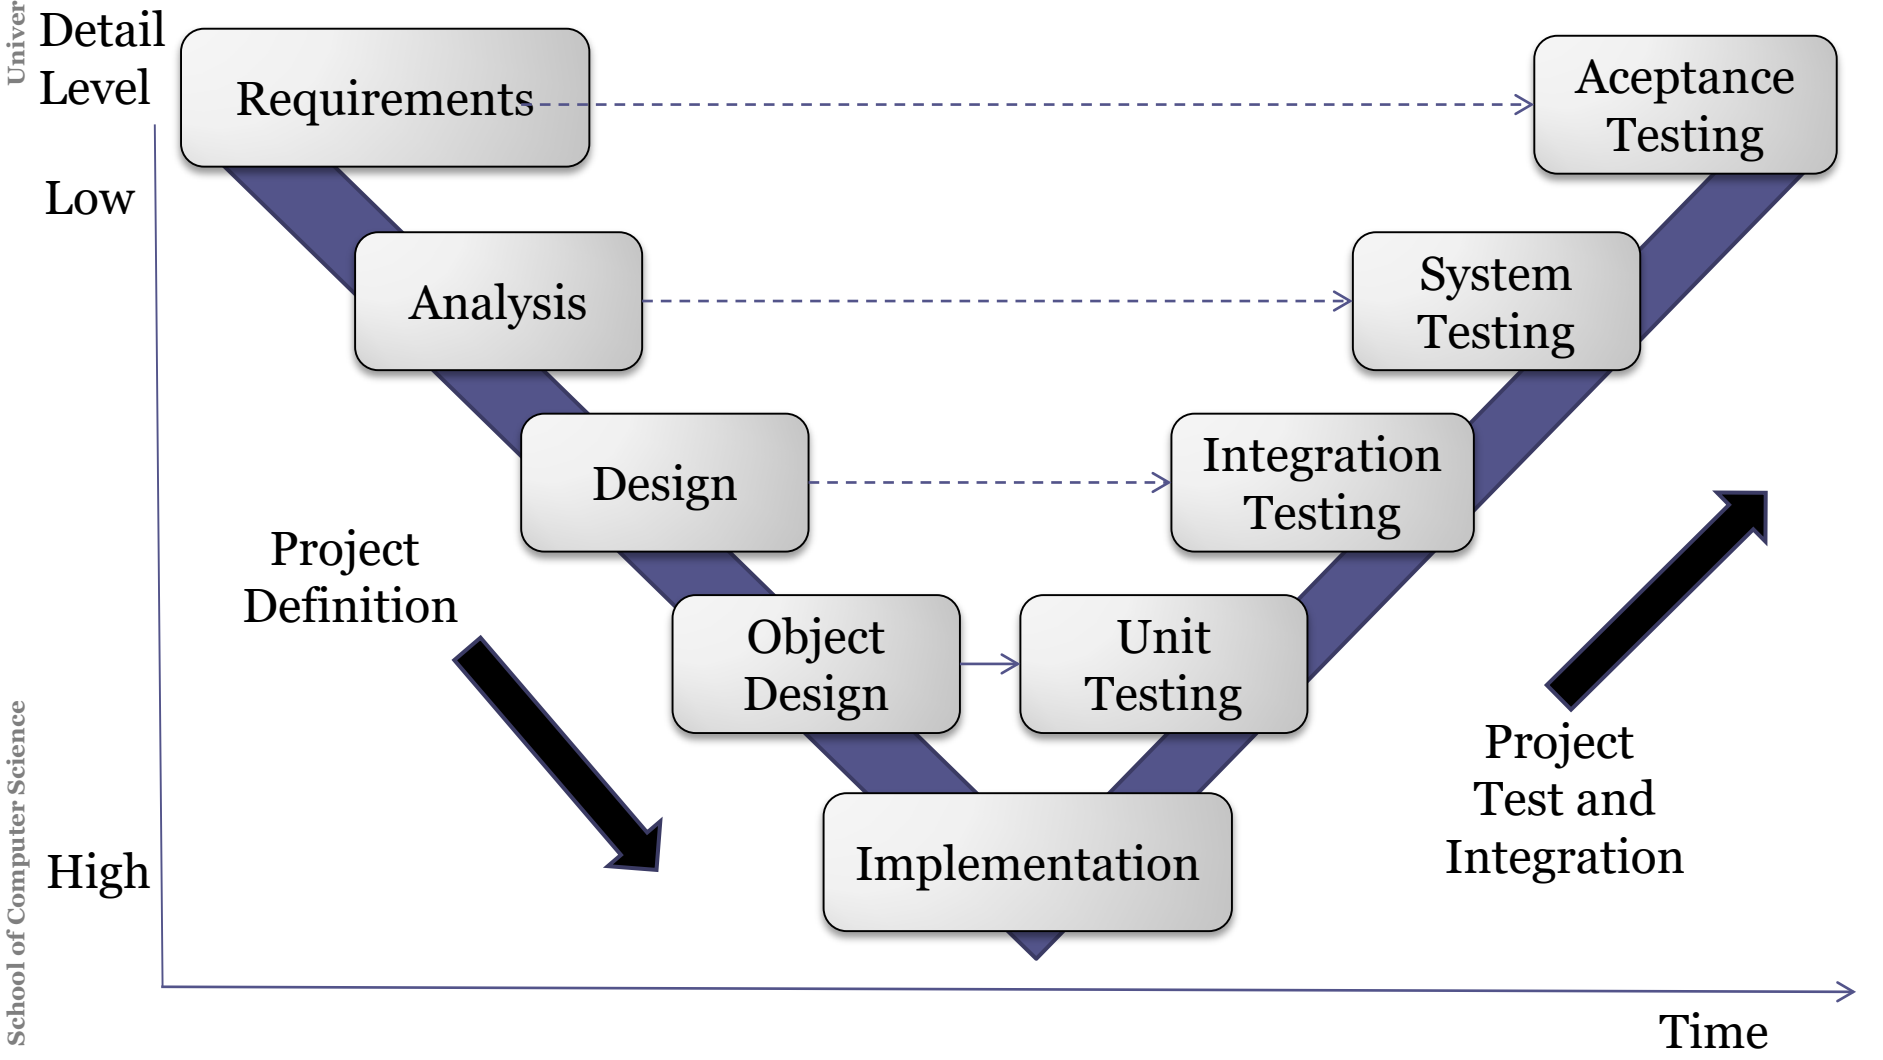 Detail
Level
Requirements
Aceptance
Testing
Low
Analysis
System
Testing
Design
Integration
Testing
Project
Definition
Object
Design
Unit
Testing
Project
Test and
Integration
Implementation
High
Time
Univer
School of Computer Science